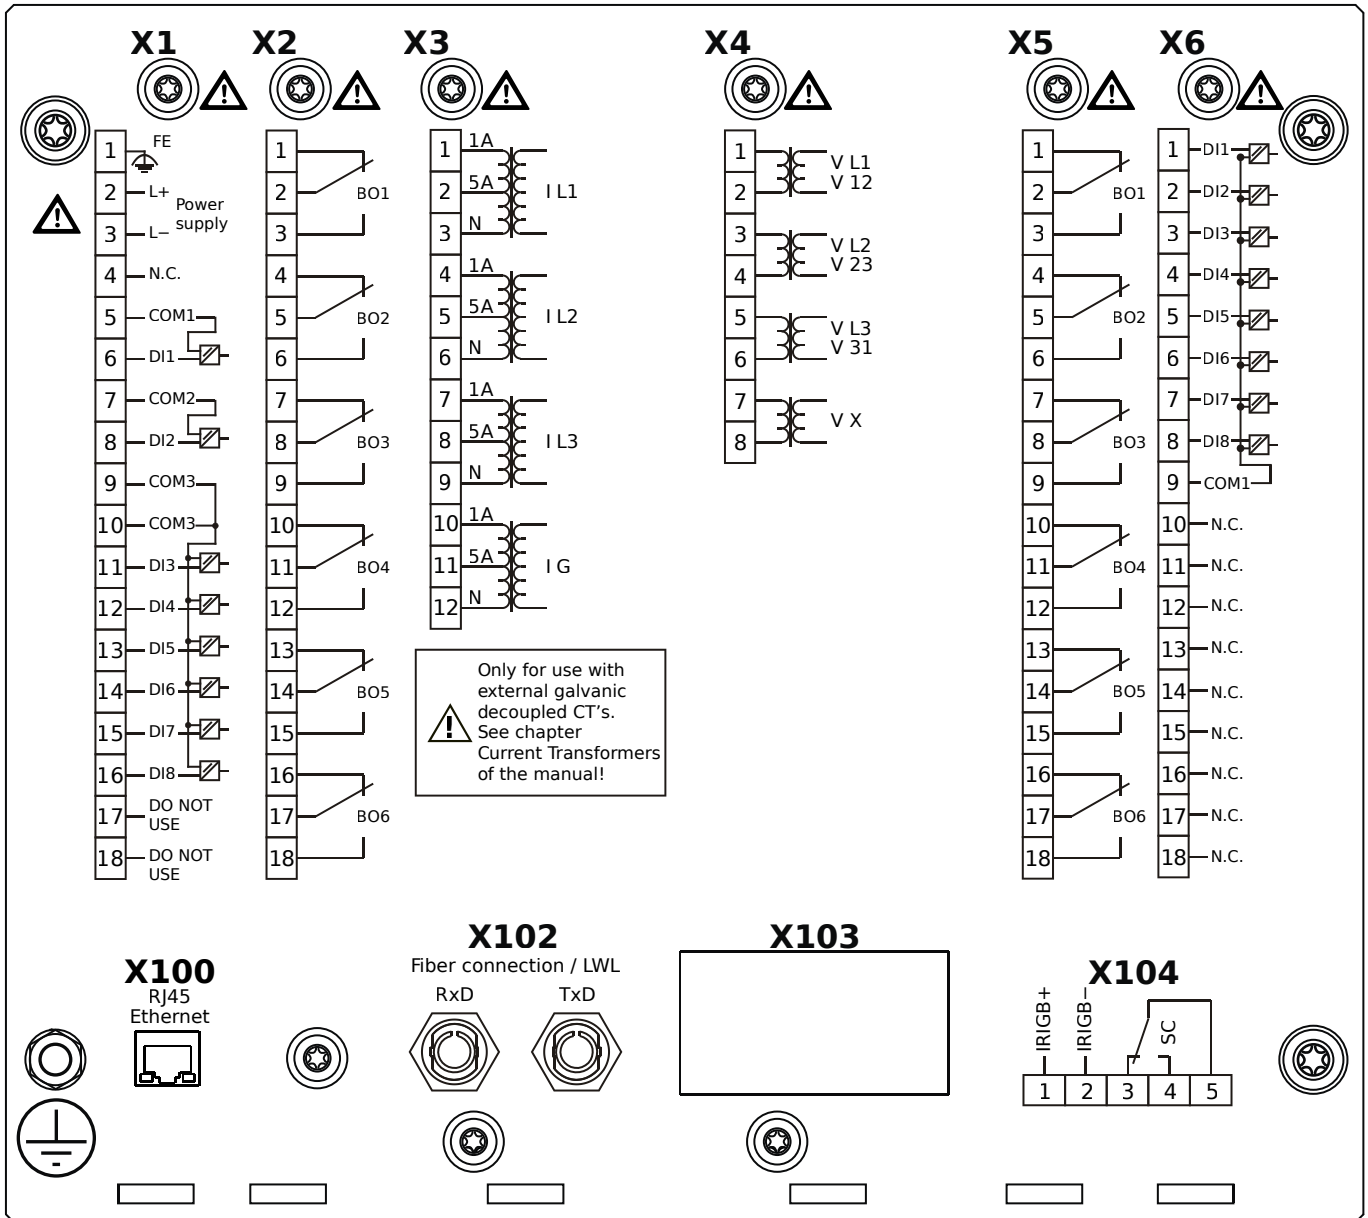 X1 X2 X3 X4 X5 X6
1 FE
2 L+
Power
supply
3 L−
4 N.C.
5 COM1
6 DI1
7 COM2
8 DI2
9 COM3
10 COM3
11 DI3
12 DI4
13 DI5
14 DI6
15 DI7
16 DI8
17 DO NOT
USE
18 DO NOT
USE
1
2 BO1
3
4
5 BO2
6
7
8 BO3
9
10
11 BO4
12
13
14 BO5
15
16
17 BO6
18
1 1A
2 5A I L1
3 N
4 1A
5 5A I L2
6 N
7 1A
8 5A I L3
9 N
10 1A
11 5A I G
12 N
Only for use with
external galvanic
decoupled CT's.
See chapter
Current Transformers
of the manual!
1 V L1
2 V 12
3 V L2
4 V 23
5 V L3
6 V 31
7 V X
8
1
2 BO1
3
4
5 BO2
6
7
8 BO3
9
10
11 BO4
12
13
14 BO5
15
16
17 BO6
18
1 DI1
2 DI2
3 DI3
4 DI4
5 DI5
6 DI6
7 DI7
8 DI8
9 COM1
10 N.C.
11 N.C.
12 N.C.
13 N.C.
14 N.C.
15 N.C.
16 N.C.
17 N.C.
18 N.C.
X100
RJ45
Ethernet
X102
Fiber connection / LWL
RxD TxD
X103
X104
IRIGB+
IRIGB−
SC
1 2 3 4 5